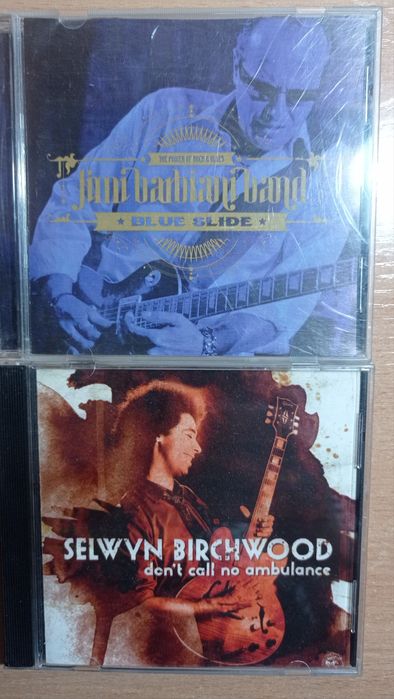 THE POWER OF ROCK & BLUES
Jimi Barbiani Band
★ BLUE SLIDE ★
SELWYN BIRCHWOOD
don't call no ambulance